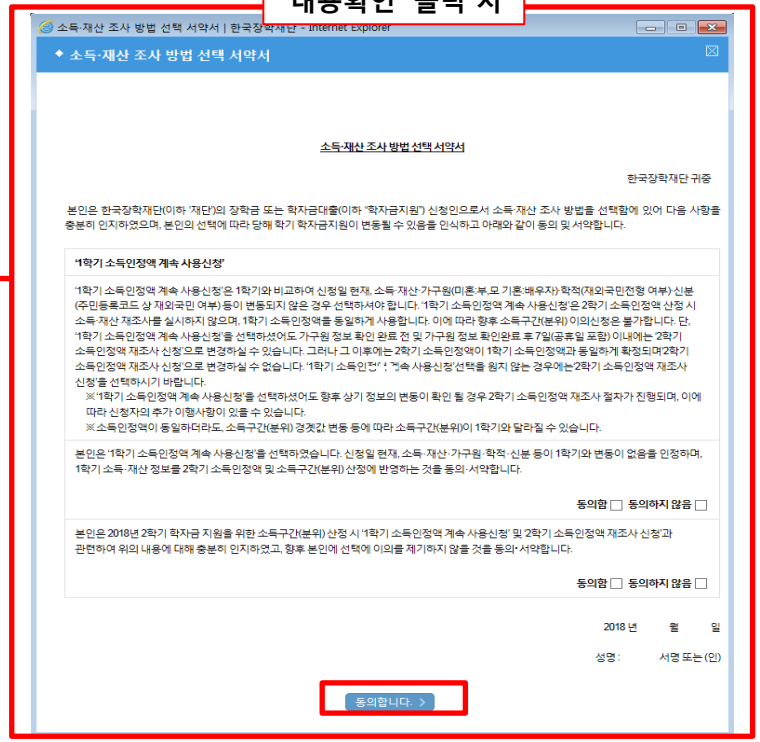 내용확인 클릭 시
소득·재산 조사 방법 선택 서약서 | 한국장학재단 - Internet Explorer
소득·재산 조사 방법 선택 서약서
소득·재산 조사 방법 선택 서약서
한국장학재단 귀중
본인은 한국장학재단(이하 '재단')의 장학금 또는 학자금대출(이하 "학자금지원") 신청인으로서 소득·재산 조사 방법을 선택함에 있어 다음 사항을
충분히 인지하였으며, 본인의 선택에 따라 당해 학기 학자금지원이 변동될 수 있음을 인식하고 아래와 같이 동의 및 서약합니다.
'1학기 소득인정액 계속 사용신청'
'1학기 소득인정액 계속 사용신청'은 1학기와 비교하여 신청일 현재, 소득·재산·가구원(미혼:부,모 기혼:배우자)·학적(재외국민전형 여부)·신분
(주민등록코드 상 재외국민 여부) 등이 변동되지 않은 경우 선택하셔야 합니다. '1학기 소득인정액 계속 사용신청'은 2학기 소득인정액 산정 시
소득·재산 재조사를 실시하지 않으며, 1학기 소득인정액을 동일하게 사용합니다. 이에 따라 향후 소득구간(분위) 이의신청은 불가합니다. 단,
'1학기 소득인정액 계속 사용신청'을 선택하셨어도 가구원 정보 확인 완료 전 및 가구원 정보 확인완료 후 7일(공휴일 포함) 이내에는 '2학기
소득인정액 재조사 신청'으로 변경하실 수 있습니다. 그러나 그 이후에는 2학기 소득인정액이 1학기 소득인정액과 동일하게 확정되며'2학기
소득인정액 재조사 신청'으로 변경하실 수 없습니다. '1학기 소득인정액 계속 사용신청'선택을 원지 않는 경우에는'2학기 소득인정액 재조사
신청'을 선택하시기 바랍니다.
※ '1학기 소득인정액 계속 사용신청'을 선택하셨어도 향후 상기 정보의 변동이 확인 될 경우 2학기 소득인정액 재조사 절차가 진행되며, 이에
따라 신청자의 추가 이행사항이 있을 수 있습니다.
※ 소득인정액이 동일하더라도, 소득구간(분위) 경곗값 변동 등에 따라 소득구간(분위)이 1학기와 달라질 수 있습니다.
본인은 '1학기 소득인정액 계속 사용신청'을 선택하였습니다. 신청일 현재, 소득·재산·가구원·학적·신분 등이 1학기와 변동이 없음을 인정하며,
1학기 소득·재산 정보를 2학기 소득인정액 및 소득구간(분위) 산정에 반영하는 것을 동의·서약합니다.
동의함 □ 동의하지 않음 □
본인은 2018년 2학기 학자금 지원을 위한 소득구간(분위) 산정 시 '1학기 소득인정액 계속 사용신청' 및 '2학기 소득인정액 재조사 신청'과
관련하여 위의 내용에 대해 충분히 인지하였고, 향후 본인에 선택에 이의를 제기하지 않을 것을 동의·서약합니다.
동의함 □ 동의하지 않음 □
2018 년 월 일
성명 : 서명 또는 (인)
동의합니다. >